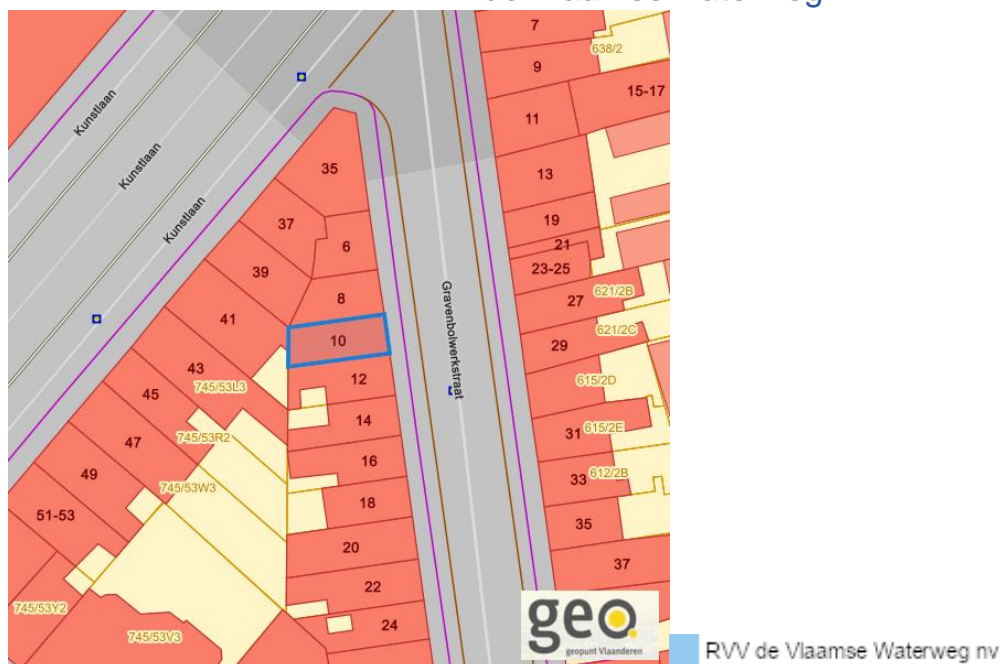 7
638/2
9
15-17
11
13
19
21
23-25
27
621/2B
621/2C
29
615/2D
31
615/2E
33
612/2B
35
37
Kunstlaan
Kunstlaan
Kunstlaan
Gravenbolwerkstraat
35
37
6
39
8
41
10
43
12
745/53L3
45
14
745/53R2
47
16
49
745/53W3
18
51-53
20
22
24
745/53Y2
745/53V3
geo
geopunt Vlaanderen
RVV de Vlaamse Waterweg nv